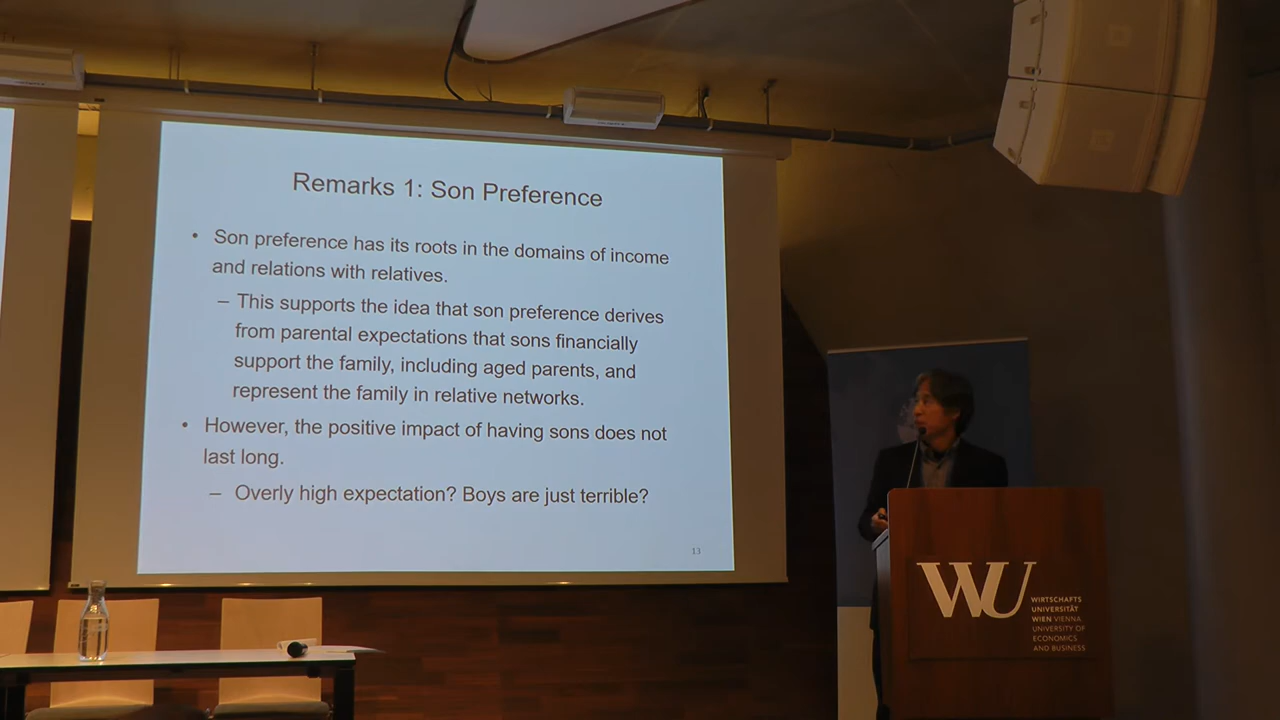 Remarks 1: Son Preference
• Son preference has its roots in the domains of income
and relations with relatives.
– This supports the idea that son preference derives
from parental expectations that sons financially
support the family, including aged parents, and
represent the family in relative networks.
• However, the positive impact of having sons does not
last long.
– Overly high expectation? Boys are just terrible?
13
WU
WIRTSCHAFTS
UNIVERSITÄT
WIEN VIENNA
UNIVERSITY OF
ECONOMICS
AND BUSINESS